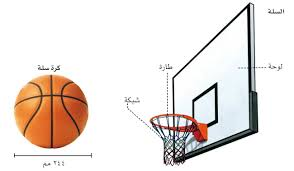 السلة
كرة سلة
طارة
لوحة
شبكة
٢٤٤ مم